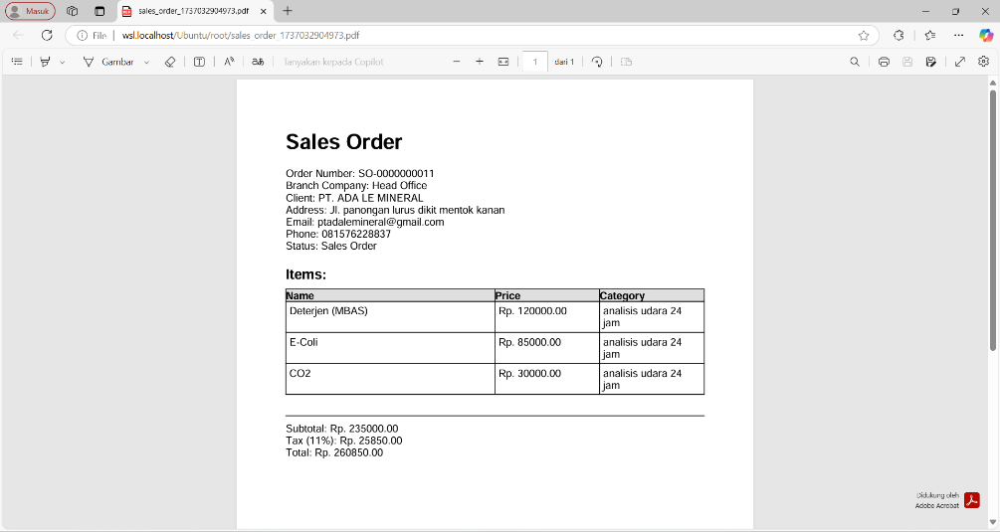 Masuk
sales_order_1737032904973.pdf
File
wsl.localhost/Ubuntu/root/sales_order_1737032904973.pdf
Gambar
Tanyakan kepada Copilot
1
dari 1
Sales Order
Order Number: SO-0000000011
Branch Company: Head Office
Client: PT. ADA LE MINERAL
Address: Jl. panongan lurus dikit mentok kanan
Email: ptadalemineral@gmail.com
Phone: 081576228837
Status: Sales Order
Items:
Name Price Category
Deterjen (MBAS) Rp. 120000.00 analisis udara 24
jam
E-Coli Rp. 85000.00 analisis udara 24
jam
CO2 Rp. 30000.00 analisis udara 24
jam
Subtotal: Rp. 235000.00
Tax (11%): Rp. 25850.00
Total: Rp. 260850.00
Didukung oleh
Adobe Acrobat